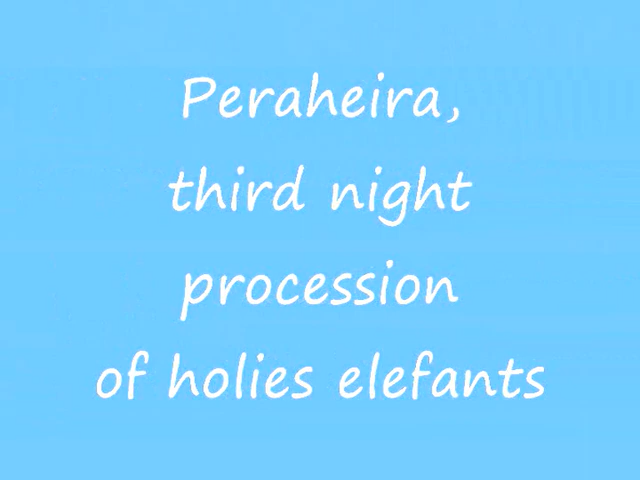 Peraheira,
third night
procession
of holies elefants